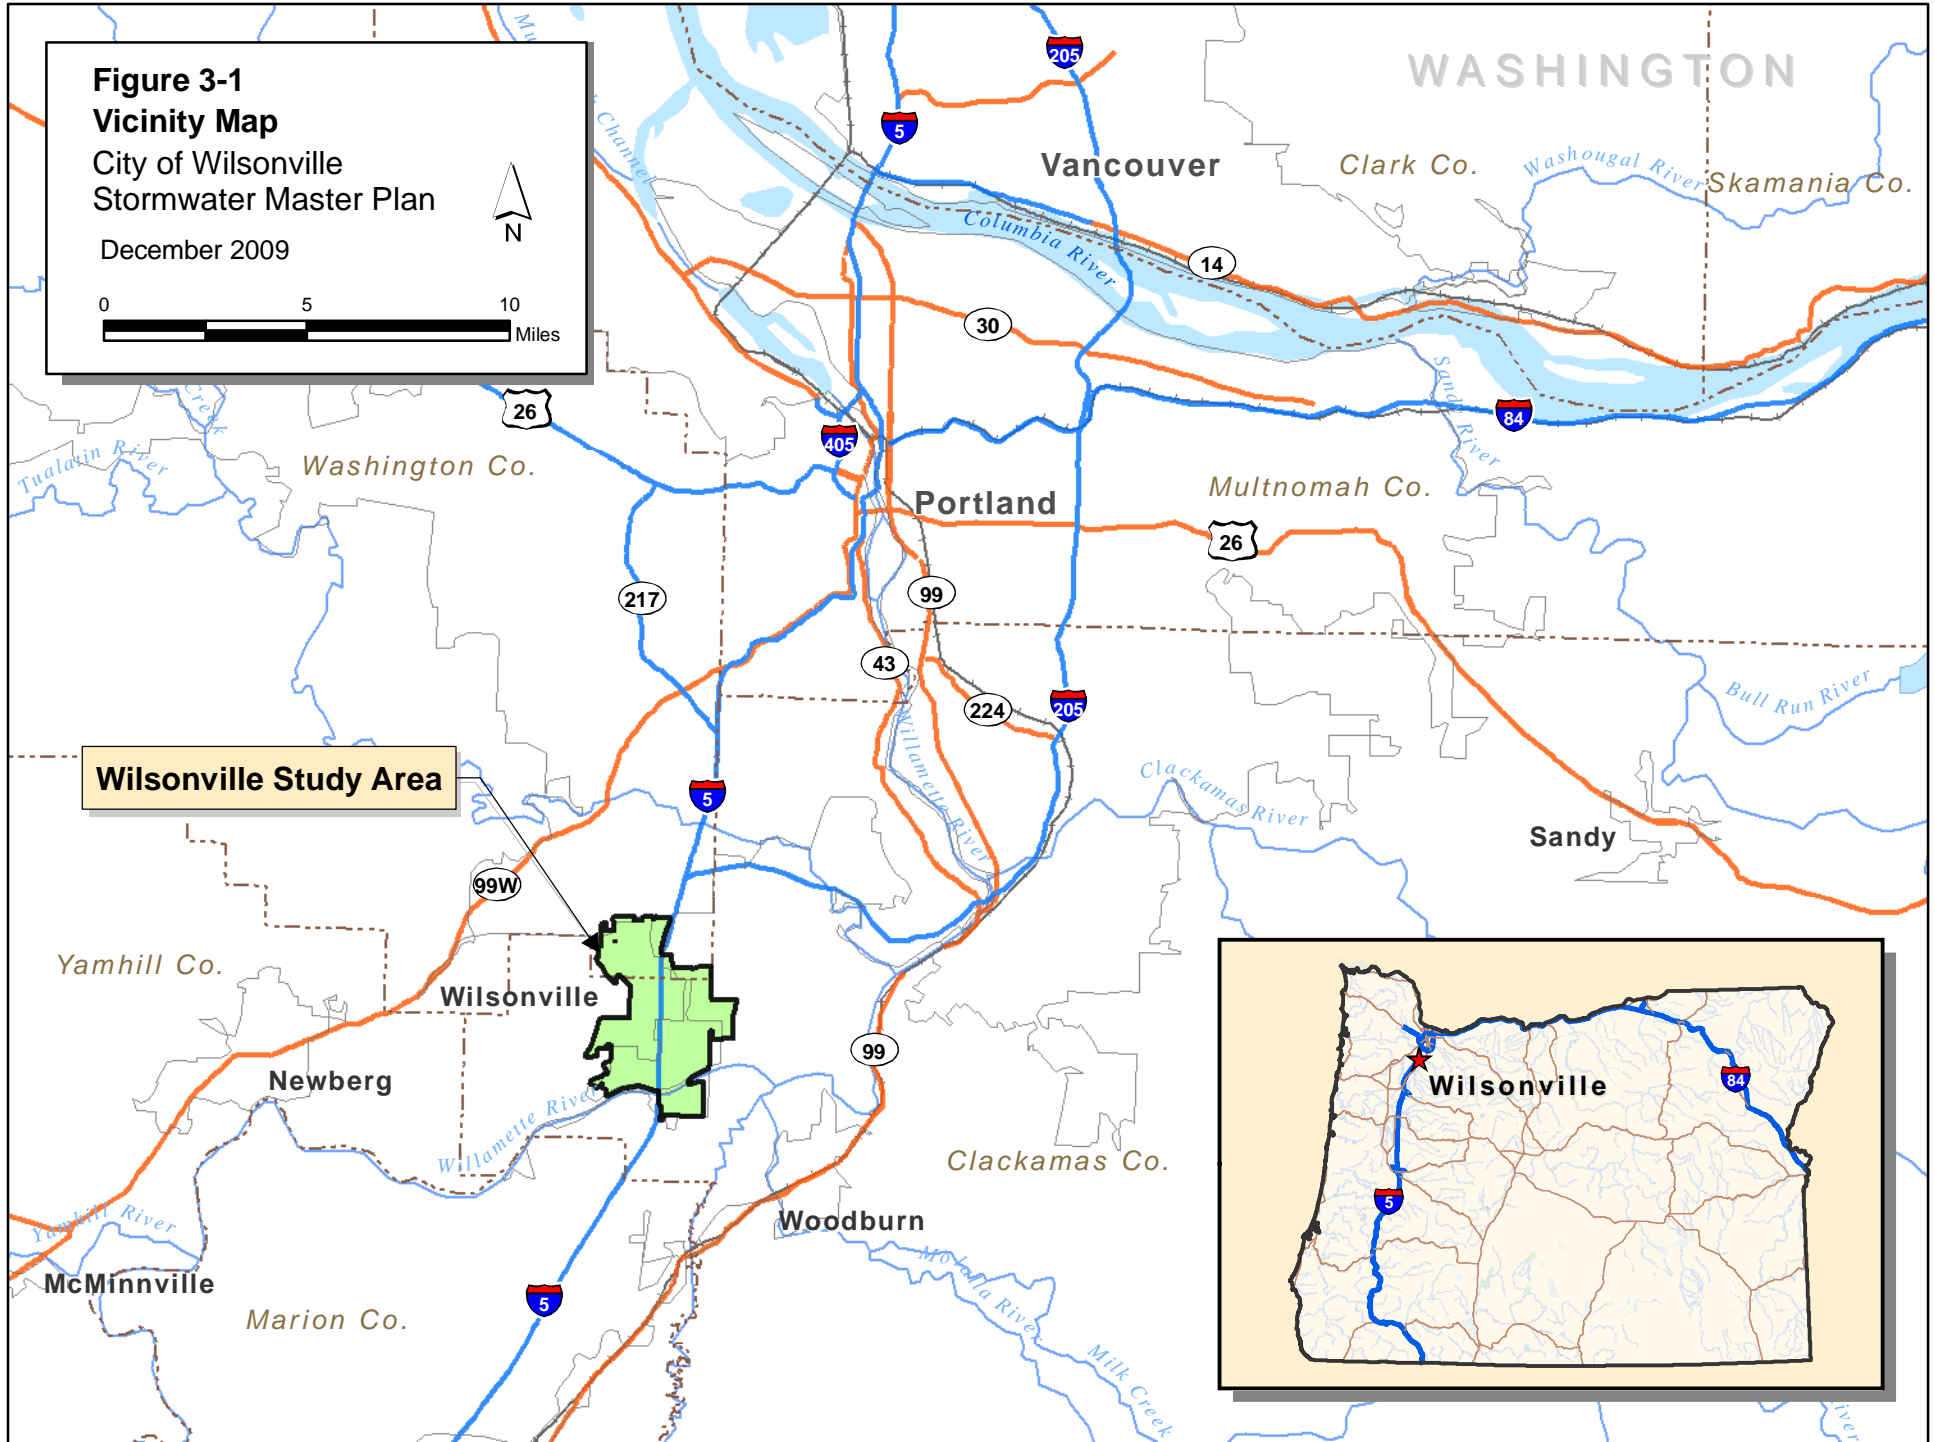 Figure 3-1
Vicinity Map
City of Wilsonville
Stormwater Master Plan
December 2009
N
0 5 10
Miles
WASHINGTON
205
5
Vancouver
Clark Co.
Washougal River
Skamania Co.
Channel
Columbia River
14
30
26
Creek
405
84
Sandy River
Tualatin River
Washington Co.
Multnomah Co.
Portland
26
217
99
43
224
205
Bull Run River
Willamette River
Clackamas River
Wilsonville Study Area
5
Sandy
99W
Yamhill Co.
Wilsonville
99
Newberg
Willamette River
Clackamas Co.
Yamhill River
Woodburn
McMinnville
Molalla River
5
Marion Co.
Milk Creek
Wilsonville
84
5